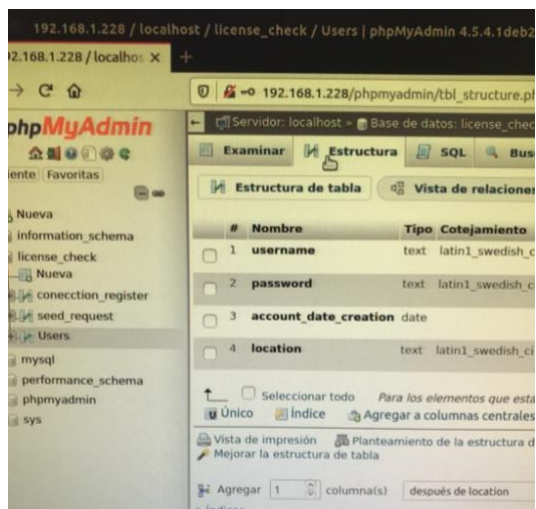 192.168.1.228 / localhost / license_check / Users | phpMyAdmin 4.5.4.1deb2
192.168.1.228 / localhos × +
192.168.1.228/phpmyadmin/tbl_structure.ph
phpMyAdmin
Favoritas
Nueva
information_schema
license_check
Nueva
conecction_register
seed_request
Users
mysql
performance_schema
phpmyadmin
sys
Servidor: localhost » Base de datos: license_chec
Examinar Estructura SQL Bus
Estructura de tabla Vista de relaciones
# Nombre Tipo Cotejamiento
1 username text latin1_swedish_c
2 password text latin1_swedish_c
3 account_date_creation date
4 location text latin1_swedish_ci
Seleccionar todo Para los elementos que está
Único Índice Agregar a columnas centrales
Vista de impresión Planteamiento de la estructura d
Mejorar la estructura de tabla
Agregar 1 columna(s) después de location